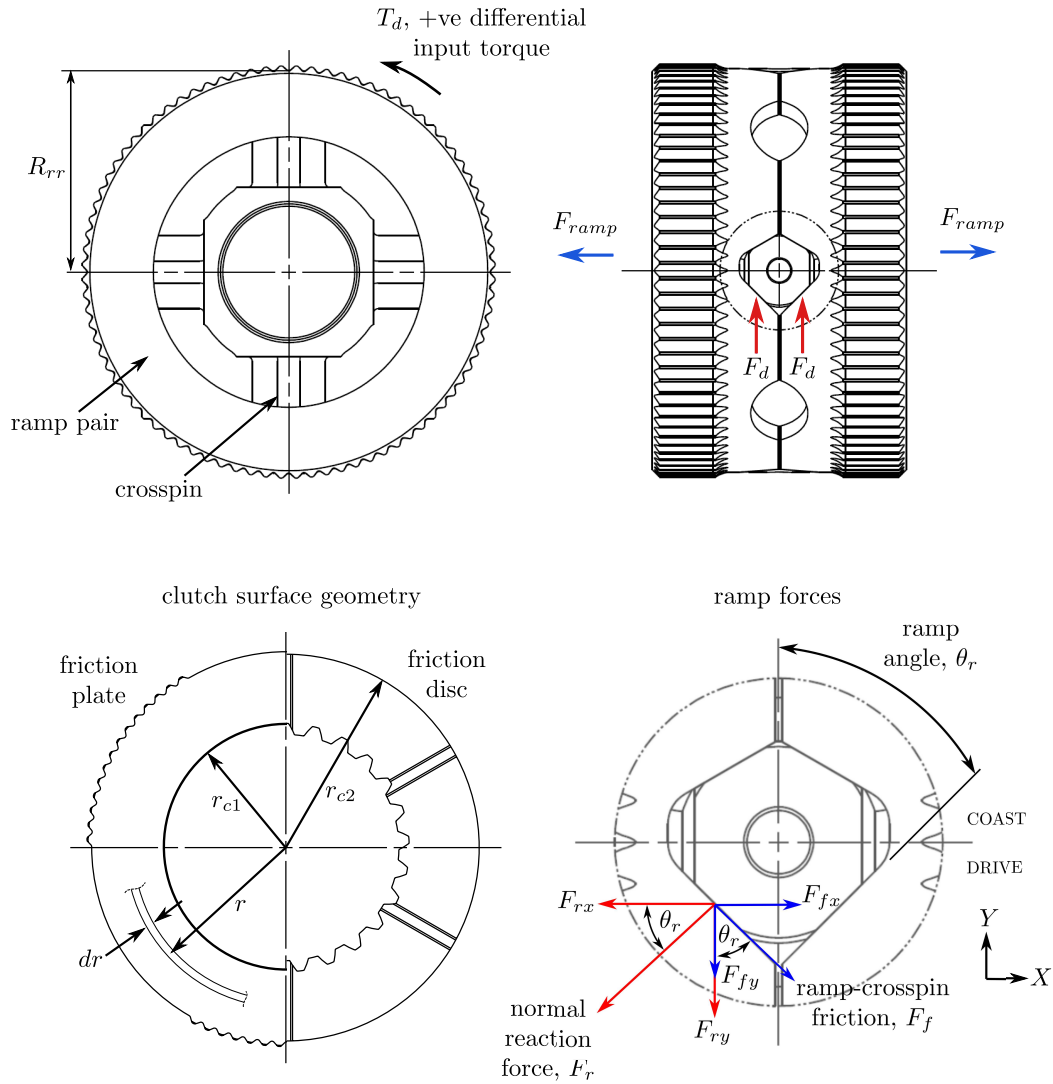 T_d, +ve differential
input torque
R_rr
F_ramp
F_ramp
F_d
F_d
ramp pair
crosspin
clutch surface geometry
ramp forces
friction
plate
friction
disc
ramp
angle, θ_r
r_c1
r_c2
COAST
DRIVE
r
dr
F_rx
F_fx
θ_r
θ_r
F_fy
F_ry
Y
X
normal
reaction
force, F_r
ramp-crosspin
friction, F_f